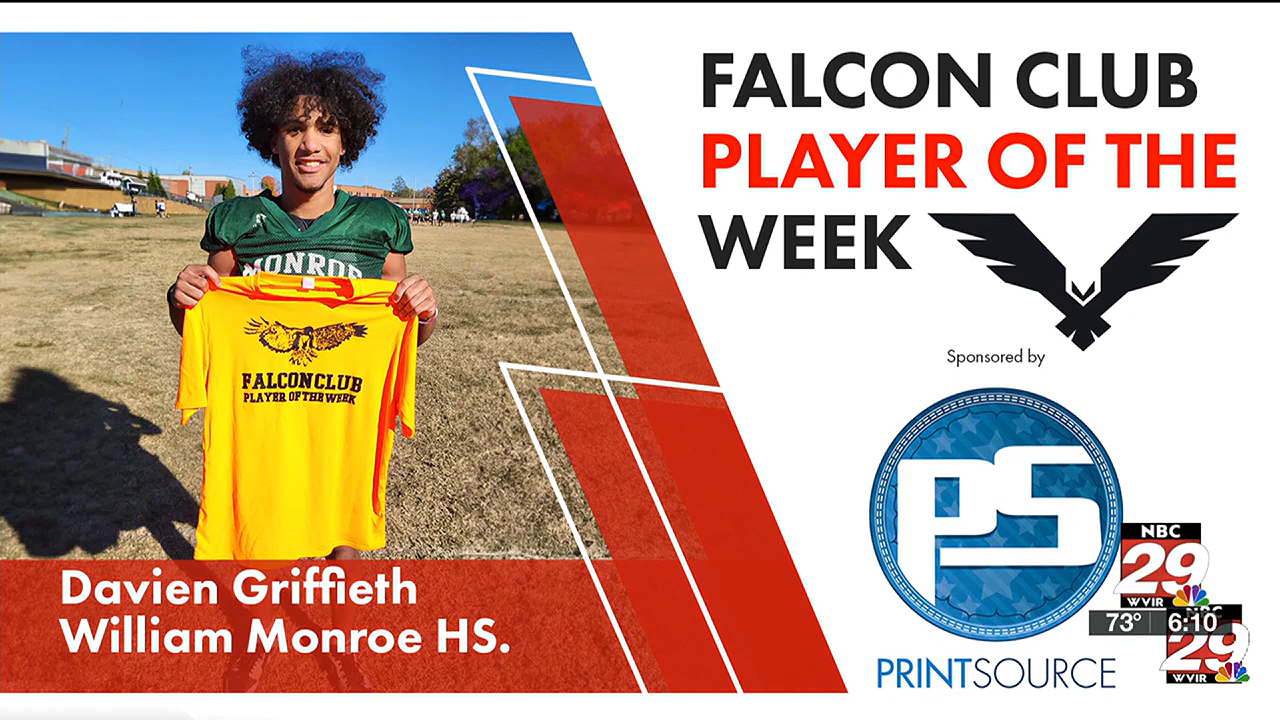 FALCON CLUB
PLAYER OF THE
WEEK
Sponsored by
PS
PRINTSOURCE
MONROE
FALCON CLUB
PLAYER OF THE WEEK
Davien Griffieth
William Monroe HS.
NBC
29
WVIR
73° 6:10
NBC
29
WVIR